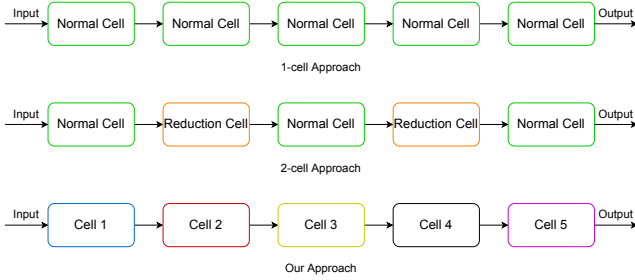 Input Normal Cell Normal Cell Normal Cell Normal Cell Normal Cell Output
1-cell Approach
Input Normal Cell Reduction Cell Normal Cell Reduction Cell Normal Cell Output
2-cell Approach
Input Cell 1 Cell 2 Cell 3 Cell 4 Cell 5 Output
Our Approach